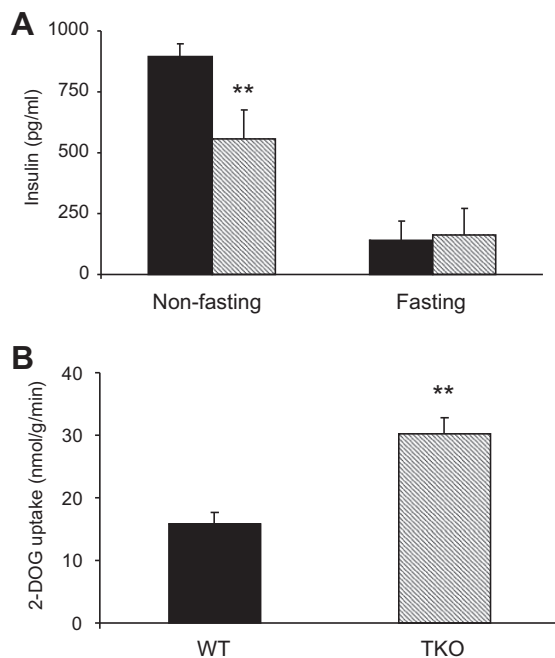 A
1000
750
500
250
0
Insulin (pg/ml)
**
Non-fasting
Fasting
B
40
30
20
10
0
2-DOG uptake (nmol/g/min)
**
WT
TKO